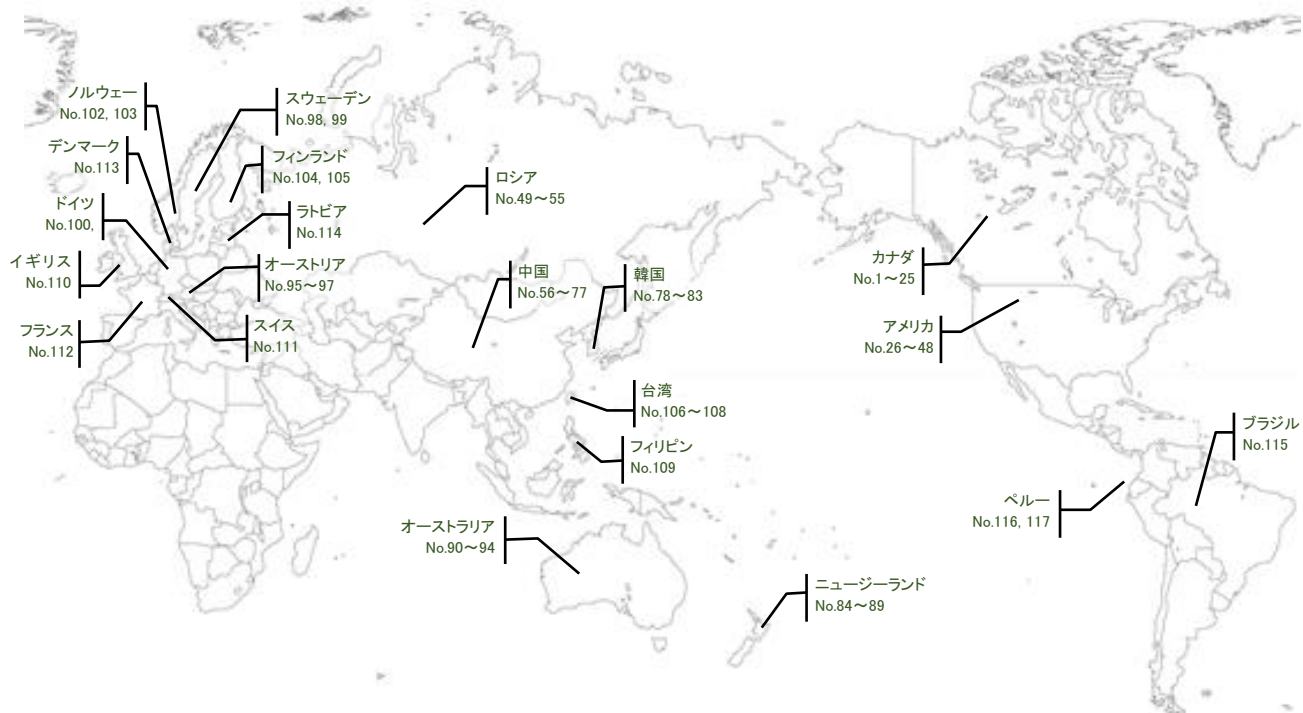 ノルウェー
No.102, 103
スウェーデン
No.98, 99
デンマーク
No.113
フィンランド
No.104, 105
ドイツ
No.100,
ラトビア
No.114
ロシア
No.49～55
イギリス
No.110
オーストリア
No.95～97
中国
No.56～77
韓国
No.78～83
カナダ
No.1～25
フランス
No.112
スイス
No.111
アメリカ
No.26～48
台湾
No.106～108
フィリピン
No.109
ブラジル
No.115
ペルー
No.116, 117
オーストラリア
No.90～94
ニュージーランド
No.84～89